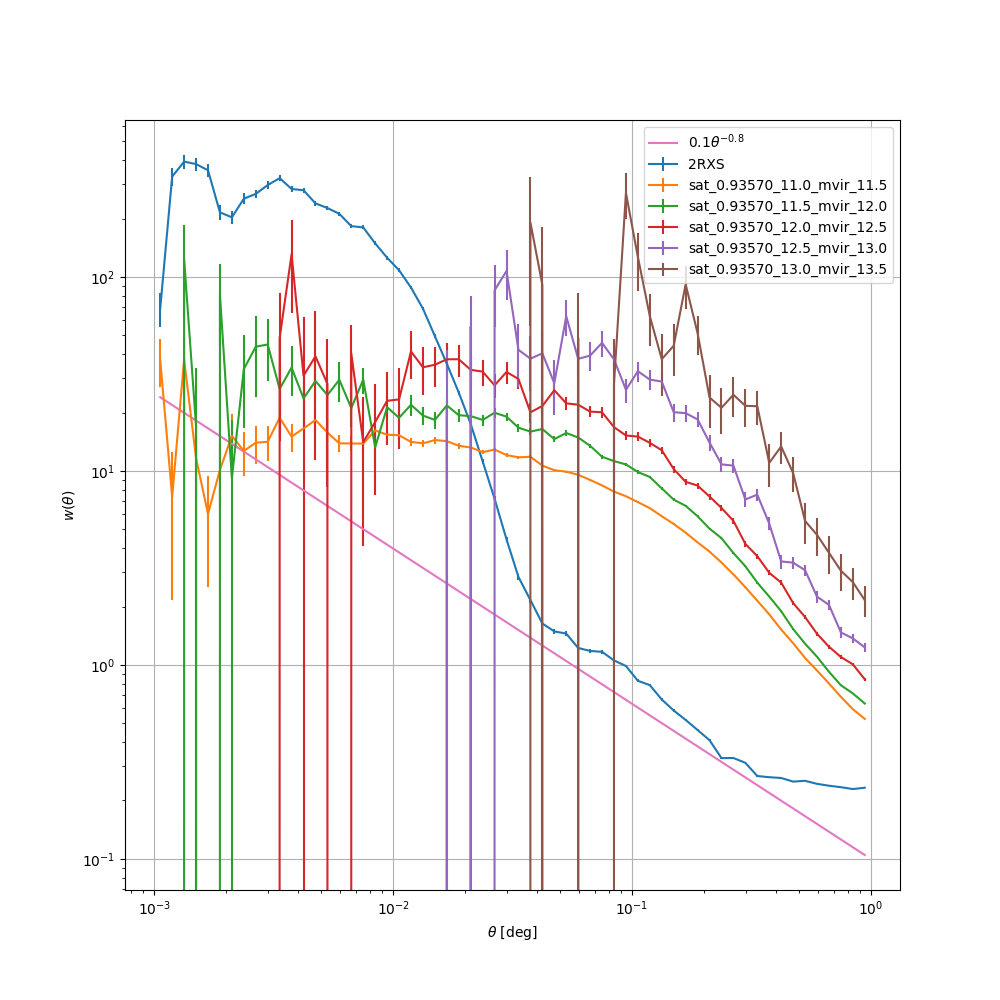 0.1θ^−0.8
2RXS
sat_0.93570_11.0_mvir_11.5
sat_0.93570_11.5_mvir_12.0
sat_0.93570_12.0_mvir_12.5
sat_0.93570_12.5_mvir_13.0
sat_0.93570_13.0_mvir_13.5
10^2
10^1
10^0
10^−1
w(θ)
10^−3
10^−2
10^−1
10^0
θ [deg]